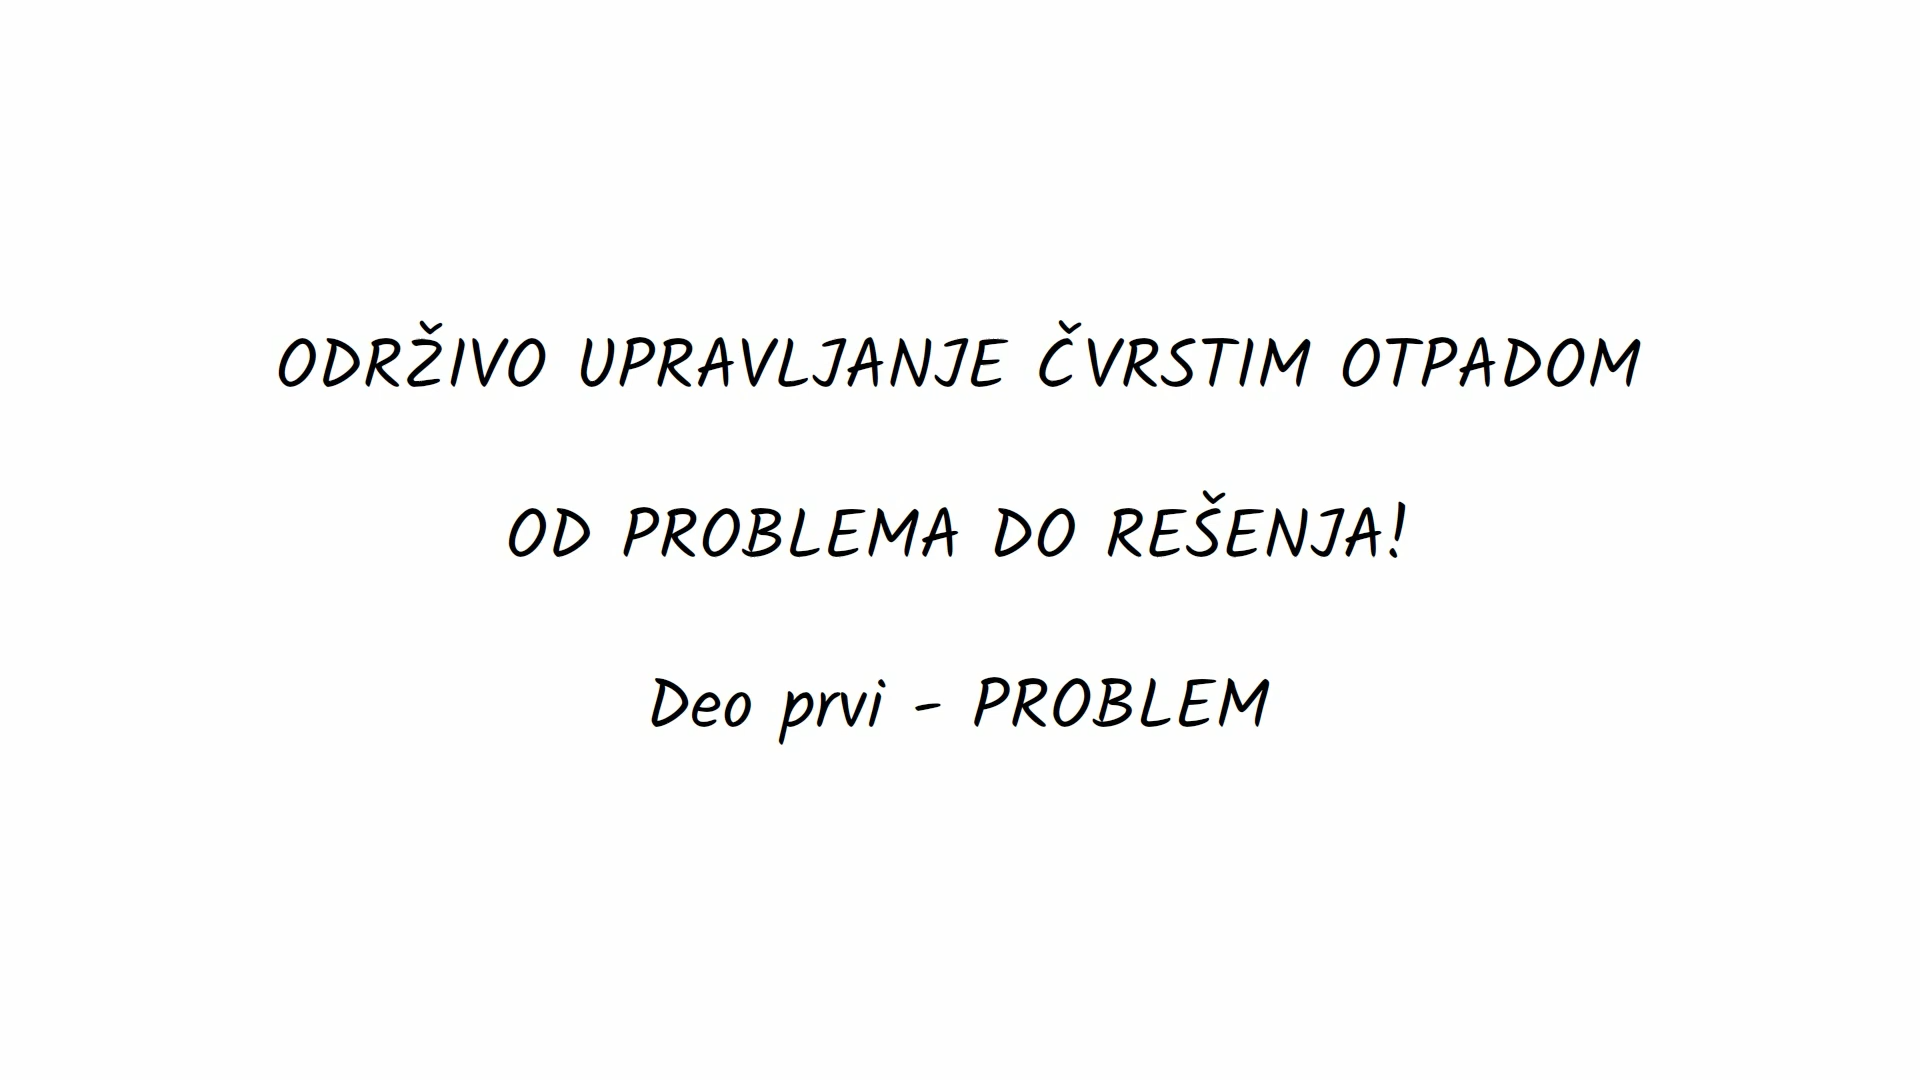 ODRŽIVO UPRAVLJANJE ČVRSTIM OTPADOM
OD PROBLEMA DO REŠENJA!
Deo prvi - PROBLEM